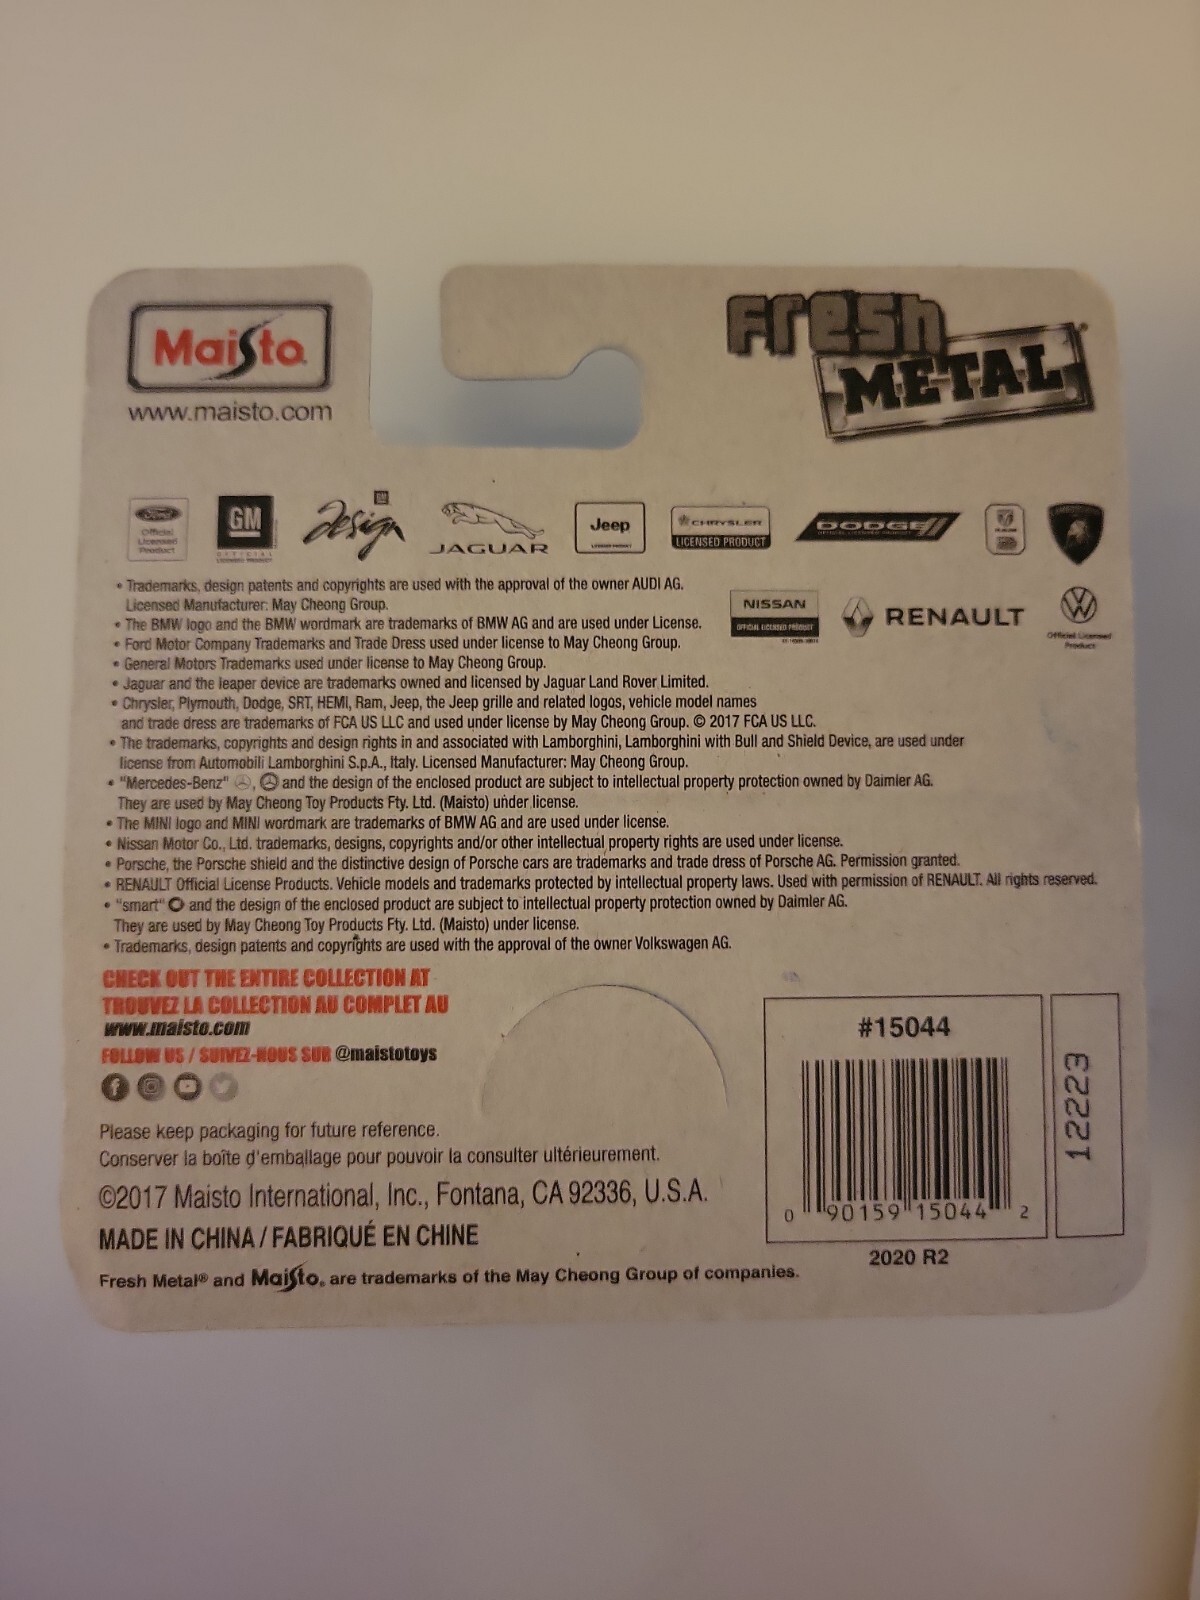 Maisto
www.maisto.com
Fresh
METAL
Ford
Official
Licensed
Product
GM
OFFICIAL
LICENSED PRODUCT
GM
design
JAGUAR
Jeep
LICENSED PRODUCT
CHRYSLER
LICENSED PRODUCT
DODGE
OFFICIAL LICENSED PRODUCT
LAMBORGHINI
NISSAN
OFFICIAL LICENSED PRODUCT
RENAULT
Official Licensed
Product
• Trademarks, design patents and copyrights are used with the approval of the owner AUDI AG.
Licensed Manufacturer: May Cheong Group.
• The BMW logo and the BMW wordmark are trademarks of BMW AG and are used under License.
• Ford Motor Company Trademarks and Trade Dress used under license to May Cheong Group.
• General Motors Trademarks used under license to May Cheong Group.
• Jaguar and the leaper device are trademarks owned and licensed by Jaguar Land Rover Limited.
• Chrysler, Plymouth, Dodge, SRT, HEMI, Ram, Jeep, the Jeep grille and related logos, vehicle model names
and trade dress are trademarks of FCA US LLC and used under license by May Cheong Group. © 2017 FCA US LLC.
• The trademarks, copyrights and design rights in and associated with Lamborghini, Lamborghini with Bull and Shield Device, are used under
license from Automobili Lamborghini S.p.A., Italy. Licensed Manufacturer: May Cheong Group.
• "Mercedes-Benz" , and the design of the enclosed product are subject to intellectual property protection owned by Daimler AG.
They are used by May Cheong Toy Products Fty. Ltd. (Maisto) under license.
• The MINI logo and MINI wordmark are trademarks of BMW AG and are used under license.
• Nissan Motor Co., Ltd. trademarks, designs, copyrights and/or other intellectual property rights are used under license.
• Porsche, the Porsche shield and the distinctive design of Porsche cars are trademarks and trade dress of Porsche AG. Permission granted.
• RENAULT Official License Products. Vehicle models and trademarks protected by intellectual property laws. Used with permission of RENAULT. All rights reserved.
• "smart" and the design of the enclosed product are subject to intellectual property protection owned by Daimler AG.
They are used by May Cheong Toy Products Fty. Ltd. (Maisto) under license.
• Trademarks, design patents and copyrights are used with the approval of the owner Volkswagen AG.
CHECK OUT THE ENTIRE COLLECTION AT
TROUVEZ LA COLLECTION AU COMPLET AU
www.maisto.com
FOLLOW US / SUIVEZ-NOUS SUR @maistotoys
Please keep packaging for future reference.
Conserver la boîte d'emballage pour pouvoir la consulter ultérieurement.
©2017 Maisto International, Inc., Fontana, CA 92336, U.S.A.
MADE IN CHINA / FABRIQUÉ EN CHINE
Fresh Metal® and Maisto® are trademarks of the May Cheong Group of companies.
#15044
0 90159 15044 2
2020 R2
12223